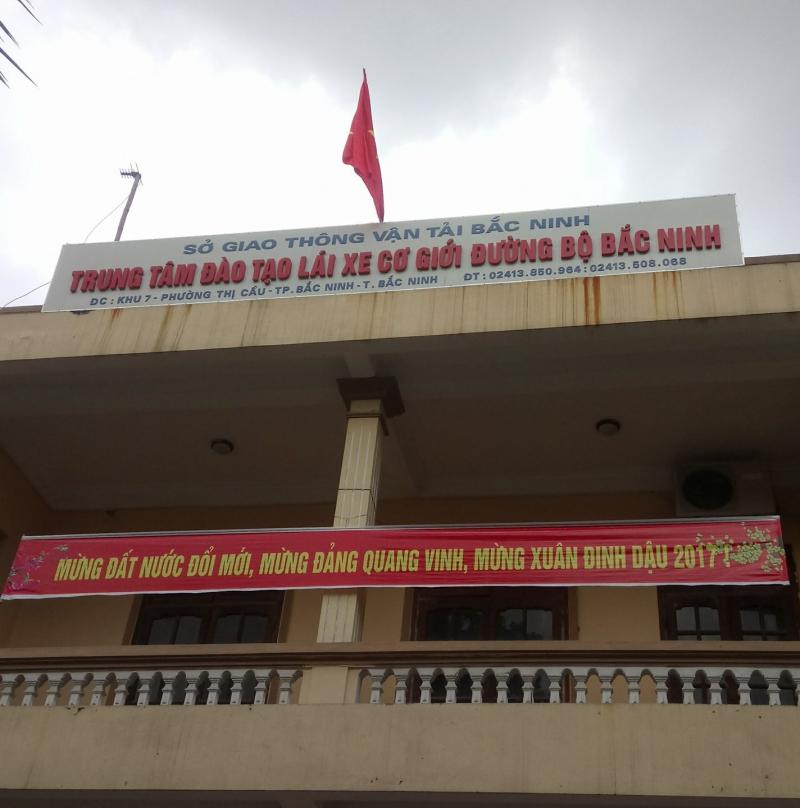 SỞ GIAO THÔNG VẬN TẢI BẮC NINH
TRUNG TÂM ĐÀO TẠO LÁI XE CƠ GIỚI ĐƯỜNG BỘ BẮC NINH
ĐC : KHU 7 - PHƯỜNG THỊ CẦU - TP. BẮC NINH - T. BẮC NINH ĐT : 02413.850.964 : 02413.508.068
MỪNG ĐẤT NƯỚC ĐỔI MỚI, MỪNG ĐẢNG QUANG VINH, MỪNG XUÂN ĐINH DẬU 2017 !